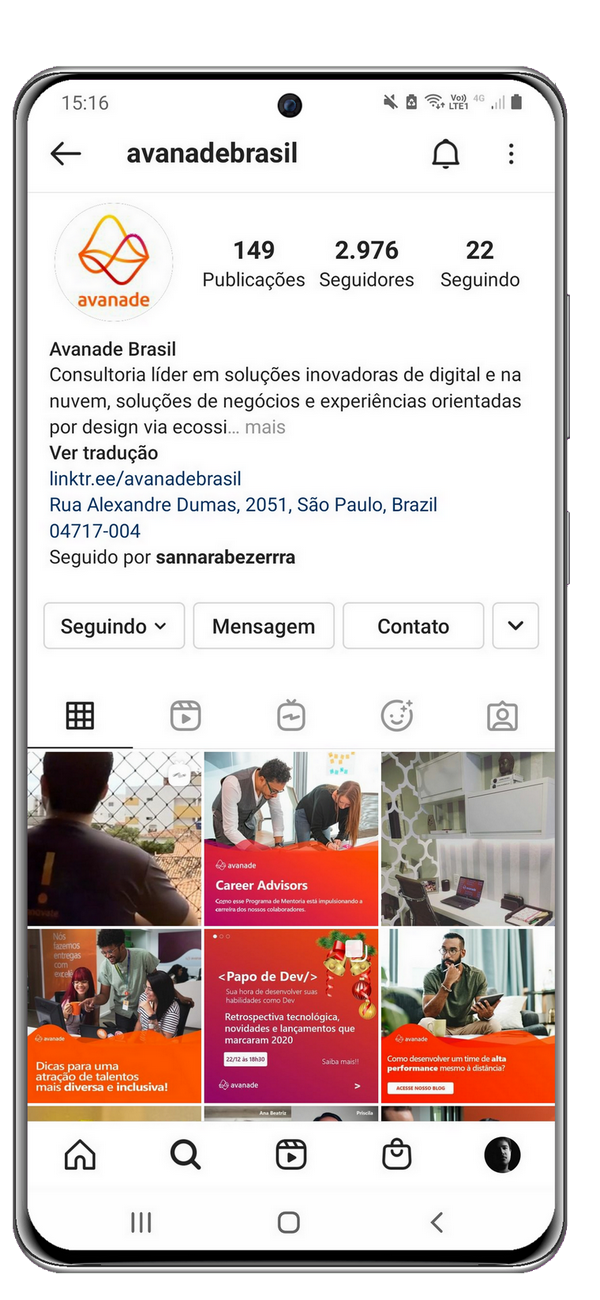 15:16
Vo))
LTE1
4G
avanadebrasil
149
2.976
22
Publicações
Seguidores
Seguindo
avanade
Avanade Brasil
Consultoria líder em soluções inovadoras de digital e na
nuvem, soluções de negócios e experiências orientadas
por design via ecossi… mais
Ver tradução
linktr.ee/avanadebrasil
Rua Alexandre Dumas, 2051, São Paulo, Brazil
04717-004
Seguido por sannarabezerrra
Seguindo
Mensagem
Contato
avanade
Career Advisors
Como esse Programa de Mentoria está impulsionando a
carreira dos nossos colaboradores.
Nós
fazemos
entregas
com
avanade
Dicas para uma
atração de talentos
mais diversa e inclusiva!
<Papo de Dev/>
Sua hora de desenvolver suas
habilidades como Dev
Retrospectiva tecnológica,
novidades e lançamentos que
marcaram 2020
22/12 às 18h30
Saiba mais!!
avanade
>
avanade
Como desenvolver um time de alta
performance mesmo à distância?
ACESSE NOSSO BLOG
Ana Beatriz
Priscila